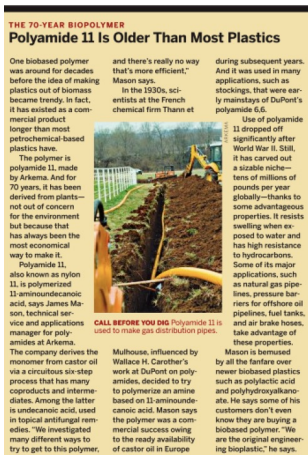 THE 70-YEAR BIOPOLYMER
Polyamide 11 Is Older Than Most Plastics
One biobased polymer
was around for decades
before the idea of making
plastics out of biomass
became trendy. In fact,
it has existed as a com-
mercial product
longer than most
petrochemical-based
plastics have.
The polymer is
polyamide 11, made
by Arkema. And for
70 years, it has been
derived from plants—
not out of concern
for the environment
but because that
has always been the
most economical
way to make it.
Polyamide 11,
also known as nylon
11, is polymerized
11-aminoundecanoic
acid, says James Ma-
son, technical ser-
vice and applications
manager for poly-
amides at Arkema.
The company derives the
monomer from castor oil
via a circuitous six-step
process that has many
coproducts and interme-
diates. Among the latter
is undecanoic acid, used
in topical antifungal rem-
edies. "We investigated
many different ways to
try to get to this polymer,
and there's really no way
that's more efficient,"
Mason says.
In the 1930s, sci-
entists at the French
chemical firm Thann et
CALL BEFORE YOU DIG Polyamide 11 is
used to make gas distribution pipes.
Mulhouse, influenced by
Wallace H. Carother's
work at DuPont on poly-
amides, decided to try
to polymerize an amine
based on 11-aminounde-
canoic acid. Mason says
the polymer was a com-
mercial success owing
to the ready availability
of castor oil in Europe
during subsequent years.
And it was used in many
applications, such as
stockings, that were ear-
ly mainstays of DuPont's
polyamide 6,6.
Use of polyamide
11 dropped off
significantly after
World War II. Still,
it has carved out
a sizable niche—
tens of millions of
pounds per year
globally—thanks to
some advantageous
properties. It resists
swelling when ex-
posed to water and
has high resistance
to hydrocarbons.
Some of its major
applications, such
as natural gas pipe-
lines, pressure bar-
riers for offshore oil
pipelines, fuel tanks,
and air brake hoses,
take advantage of
these properties.
Mason is bemused
by all the fanfare over
newer biobased plastics
such as polylactic acid
and polyhydroxyalkano-
ate. He says some of his
customers don't even
know they are buying a
biobased polymer. "We
are the original engineer-
ing bioplastic," he says.